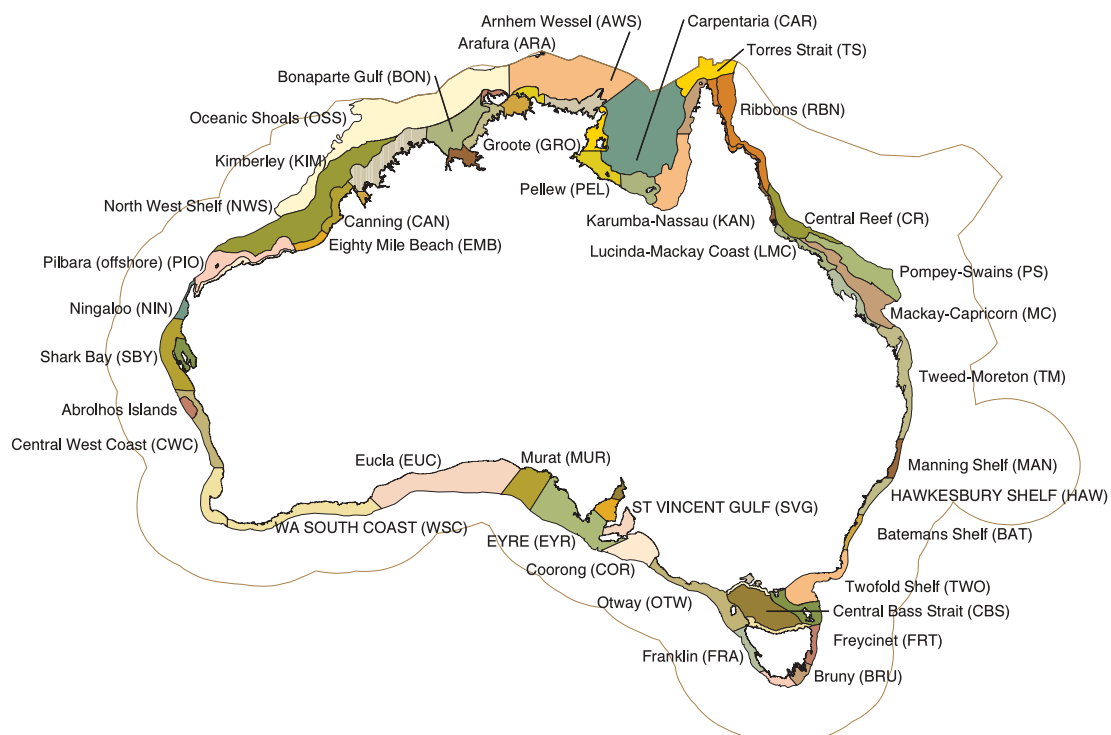 Arnhem Wessel (AWS)
Carpentaria (CAR)
Arafura (ARA)
Torres Strait (TS)
Bonaparte Gulf (BON)
Ribbons (RBN)
Oceanic Shoals (OSS)
Groote (GRO)
Kimberley (KIM)
Pellew (PEL)
North West Shelf (NWS)
Canning (CAN)
Karumba-Nassau (KAN)
Central Reef (CR)
Eighty Mile Beach (EMB)
Lucinda-Mackay Coast (LMC)
Pilbara (offshore) (PIO)
Pompey-Swains (PS)
Ningaloo (NIN)
Mackay-Capricorn (MC)
Shark Bay (SBY)
Tweed-Moreton (TM)
Abrolhos Islands
Central West Coast (CWC)
Eucla (EUC)
Murat (MUR)
Manning Shelf (MAN)
HAWKESBURY SHELF (HAW)
ST VINCENT GULF (SVG)
WA SOUTH COAST (WSC)
Batemans Shelf (BAT)
EYRE (EYR)
Coorong (COR)
Twofold Shelf (TWO)
Otway (OTW)
Central Bass Strait (CBS)
Freycinet (FRT)
Franklin (FRA)
Bruny (BRU)